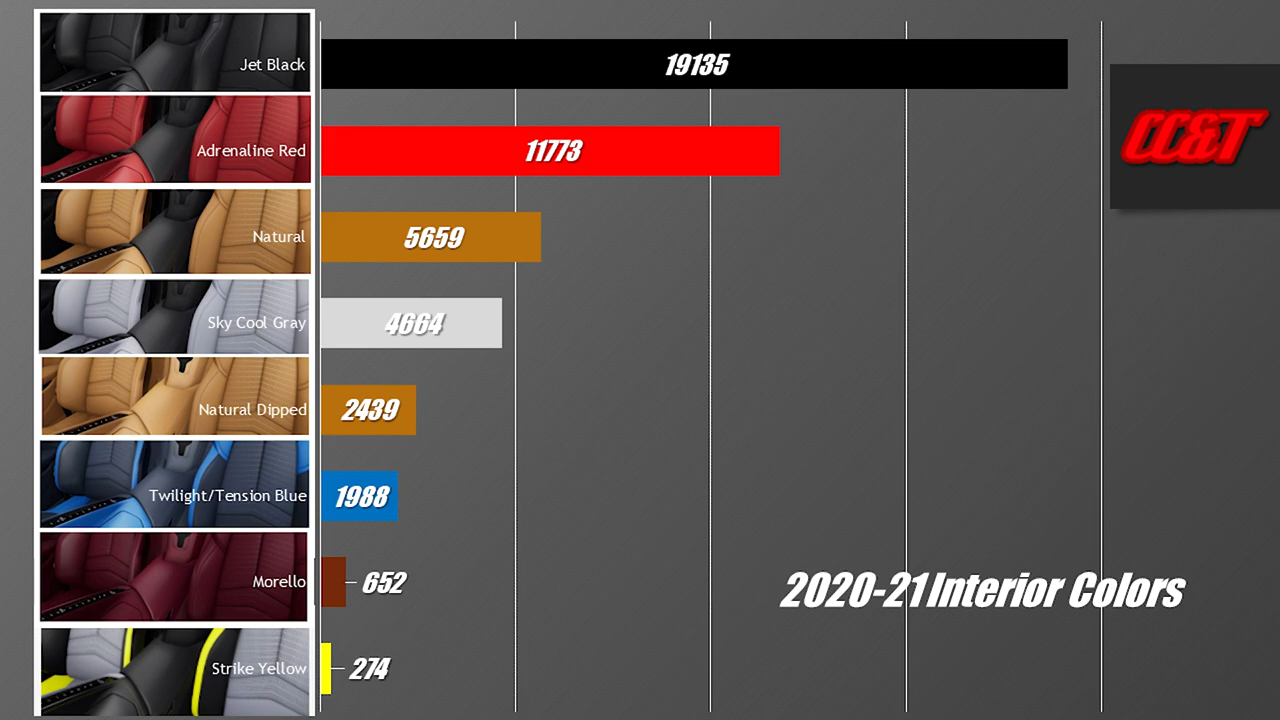 Jet Black
19135
CC&T
Adrenaline Red
11773
Natural
5659
Sky Cool Gray
4664
Natural Dipped
2439
Twilight/Tension Blue
1988
Morello
652
2020-21 Interior Colors
Strike Yellow
274